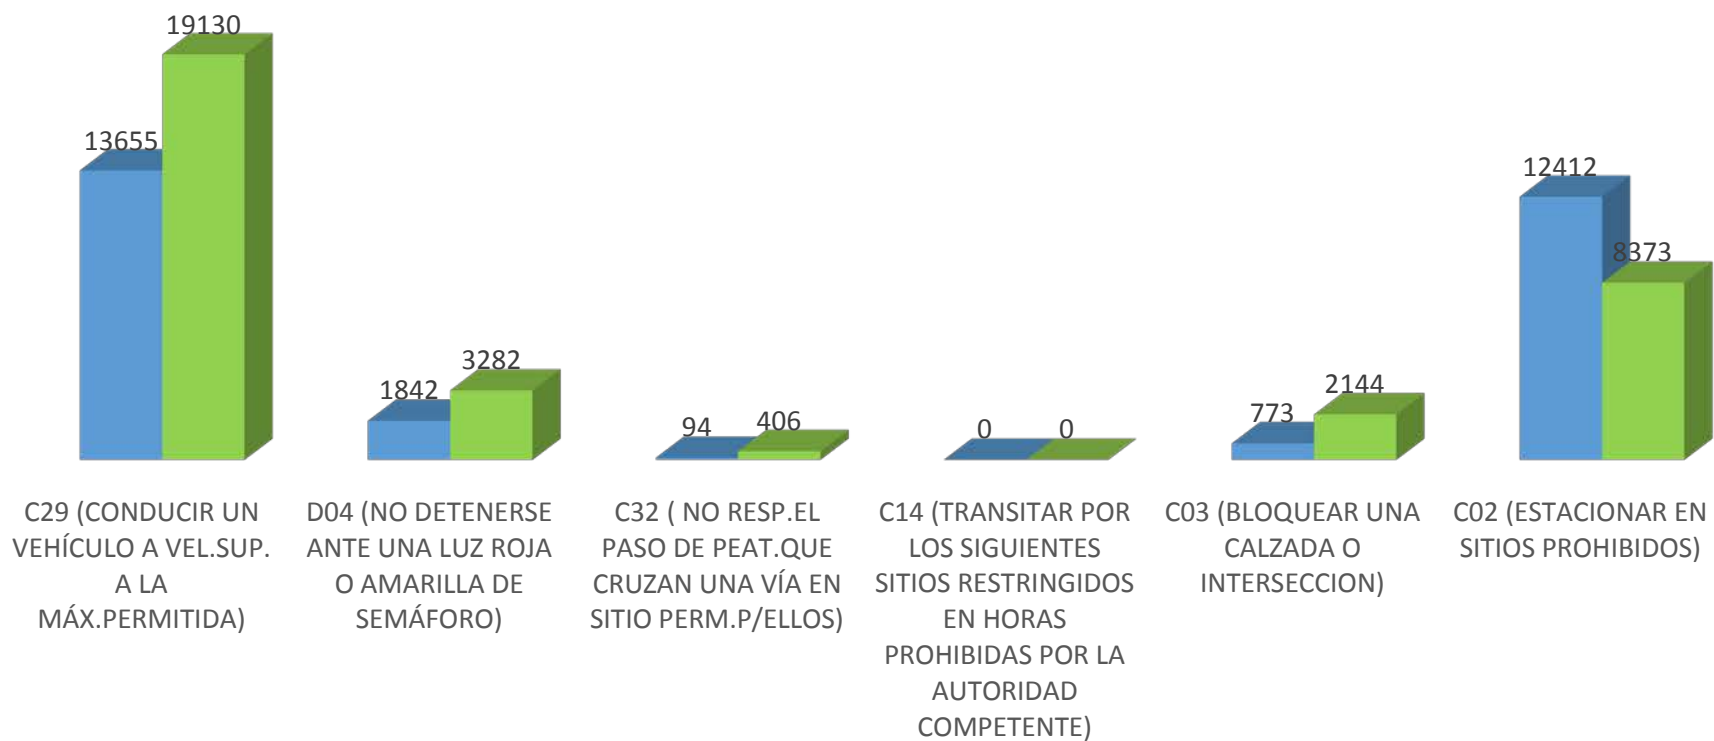 19130
13655
12412
8373
1842
3282
94
406
0
0
773
2144
C29 (CONDUCIR UN
VEHÍCULO A VEL.SUP.
A LA
MÁX.PERMITIDA)
D04 (NO DETENERSE
ANTE UNA LUZ ROJA
O AMARILLA DE
SEMÁFORO)
C32 ( NO RESP.EL
PASO DE PEAT.QUE
CRUZAN UNA VÍA EN
SITIO PERM.P/ELLOS)
C14 (TRANSITAR POR
LOS SIGUIENTES
SITIOS RESTRINGIDOS
EN HORAS
PROHIBIDAS POR LA
AUTORIDAD
COMPETENTE)
C03 (BLOQUEAR UNA
CALZADA O
INTERSECCION)
C02 (ESTACIONAR EN
SITIOS PROHIBIDOS)